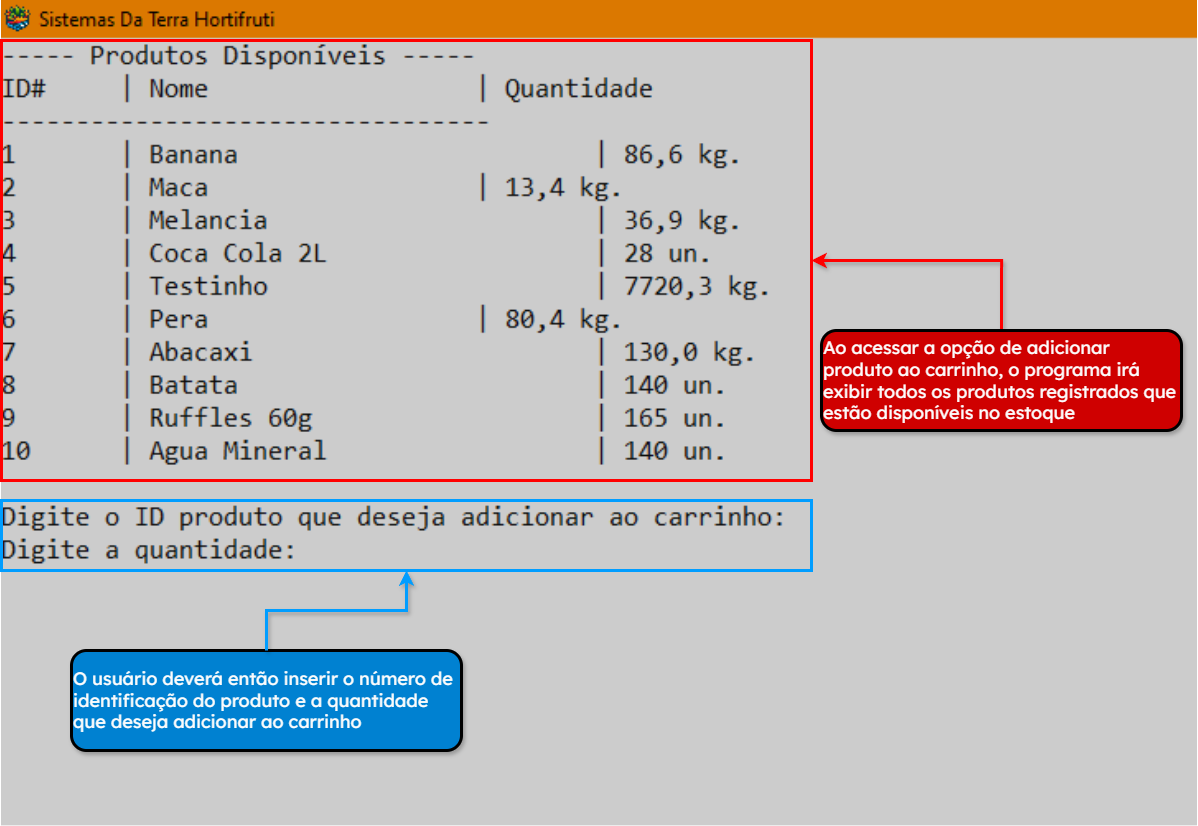 Sistemas Da Terra Hortifruti
----- Produtos Disponíveis -----
ID# | Nome | Quantidade
---------------------------------
1 | Banana | 86,6 kg.
2 | Maca | 13,4 kg.
3 | Melancia | 36,9 kg.
4 | Coca Cola 2L | 28 un.
5 | Testinho | 7720,3 kg.
6 | Pera | 80,4 kg.
7 | Abacaxi | 130,0 kg.
8 | Batata | 140 un.
9 | Ruffles 60g | 165 un.
10 | Agua Mineral | 140 un.
Ao acessar a opção de adicionar
produto ao carrinho, o programa irá
exibir todos os produtos registrados que
estão disponíveis no estoque
Digite o ID produto que deseja adicionar ao carrinho:
Digite a quantidade:
O usuário deverá então inserir o número de
identificação do produto e a quantidade
que deseja adicionar ao carrinho